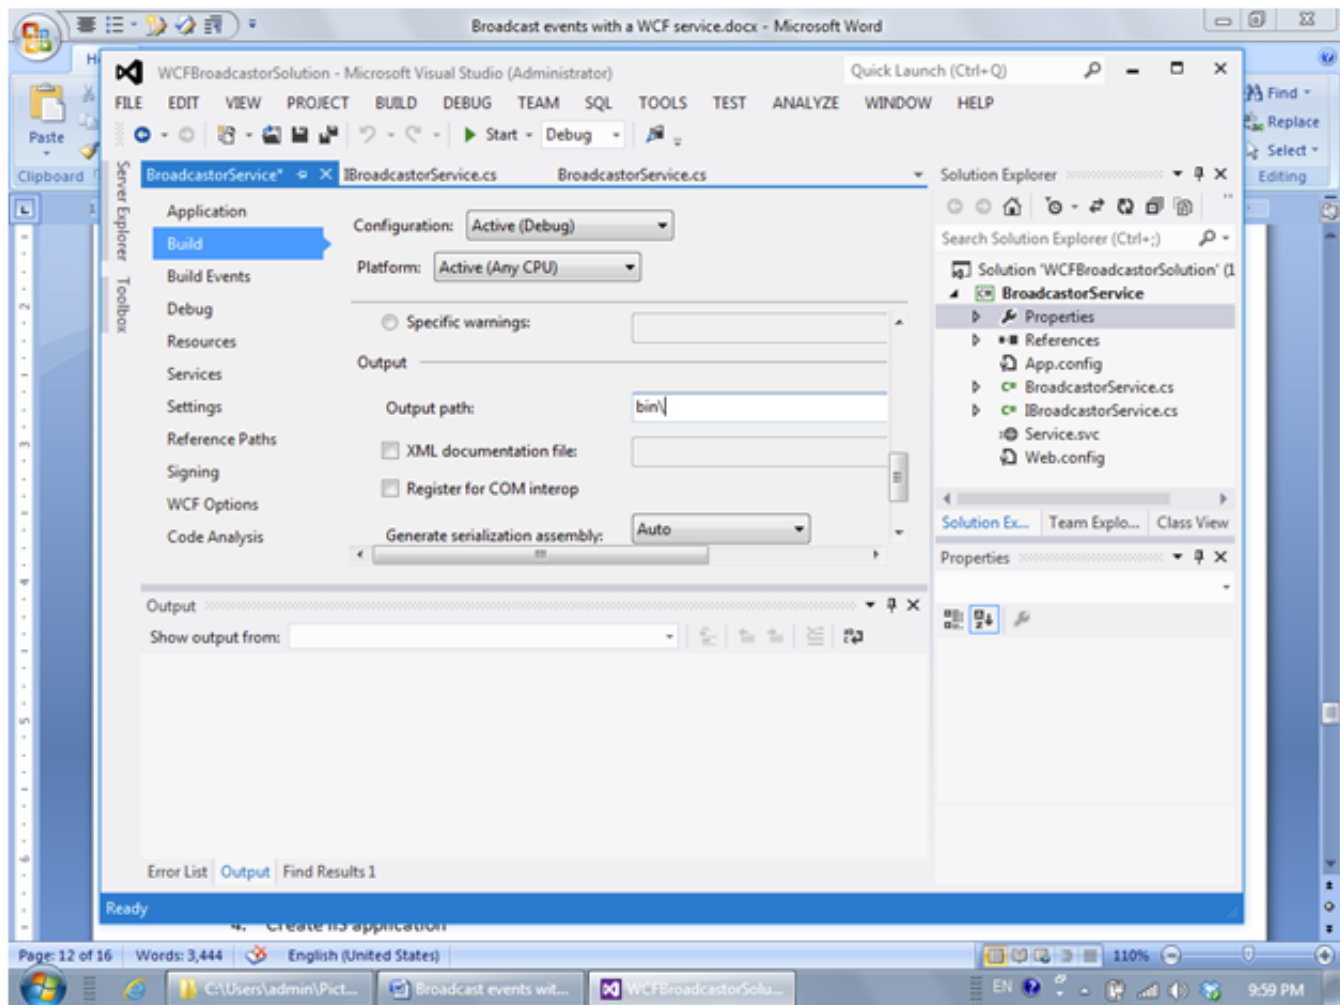 Broadcast events with a WCF service.docx - Microsoft Word
WCFBroadcastorSolution - Microsoft Visual Studio (Administrator)
Quick Launch (Ctrl+Q)
FILE EDIT VIEW PROJECT BUILD DEBUG TEAM SQL TOOLS TEST ANALYZE WINDOW HELP
Start
Debug
Paste
Clipboard
Find
Replace
Select
Editing
Server Explorer
Toolbox
BroadcastorService*
IBroadcastorService.cs
BroadcastorService.cs
Application
Build
Build Events
Debug
Resources
Services
Settings
Reference Paths
Signing
WCF Options
Code Analysis
Configuration: Active (Debug)
Platform: Active (Any CPU)
Specific warnings:
Output
Output path: bin\
XML documentation file:
Register for COM interop
Generate serialization assembly: Auto
Solution Explorer
Search Solution Explorer (Ctrl+;)
Solution 'WCFBroadcastorSolution' (1
BroadcastorService
Properties
References
App.config
BroadcastorService.cs
IBroadcastorService.cs
Service.svc
Web.config
Solution Ex... Team Explo... Class View
Properties
Output
Show output from:
Error List Output Find Results 1
Ready
4. Create IIS application
Page: 12 of 16 Words: 3,444 English (United States) 110%
C:\Users\admin\Pict... Broadcast events wit... WCFBroadcastorSolu... EN 9:59 PM